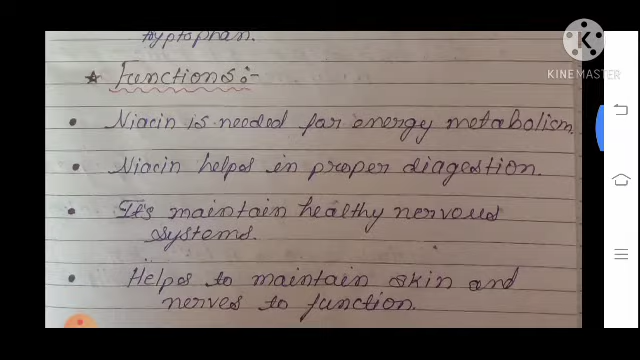 tryptophan.
KINEMASTER
★ Functions:-
• Niacin is needed for energy metabolism.
• Niacin helps in proper diagestion.
• It's maintain healthy nervous
systems.
• Helps to maintain skin and
nerves to function.